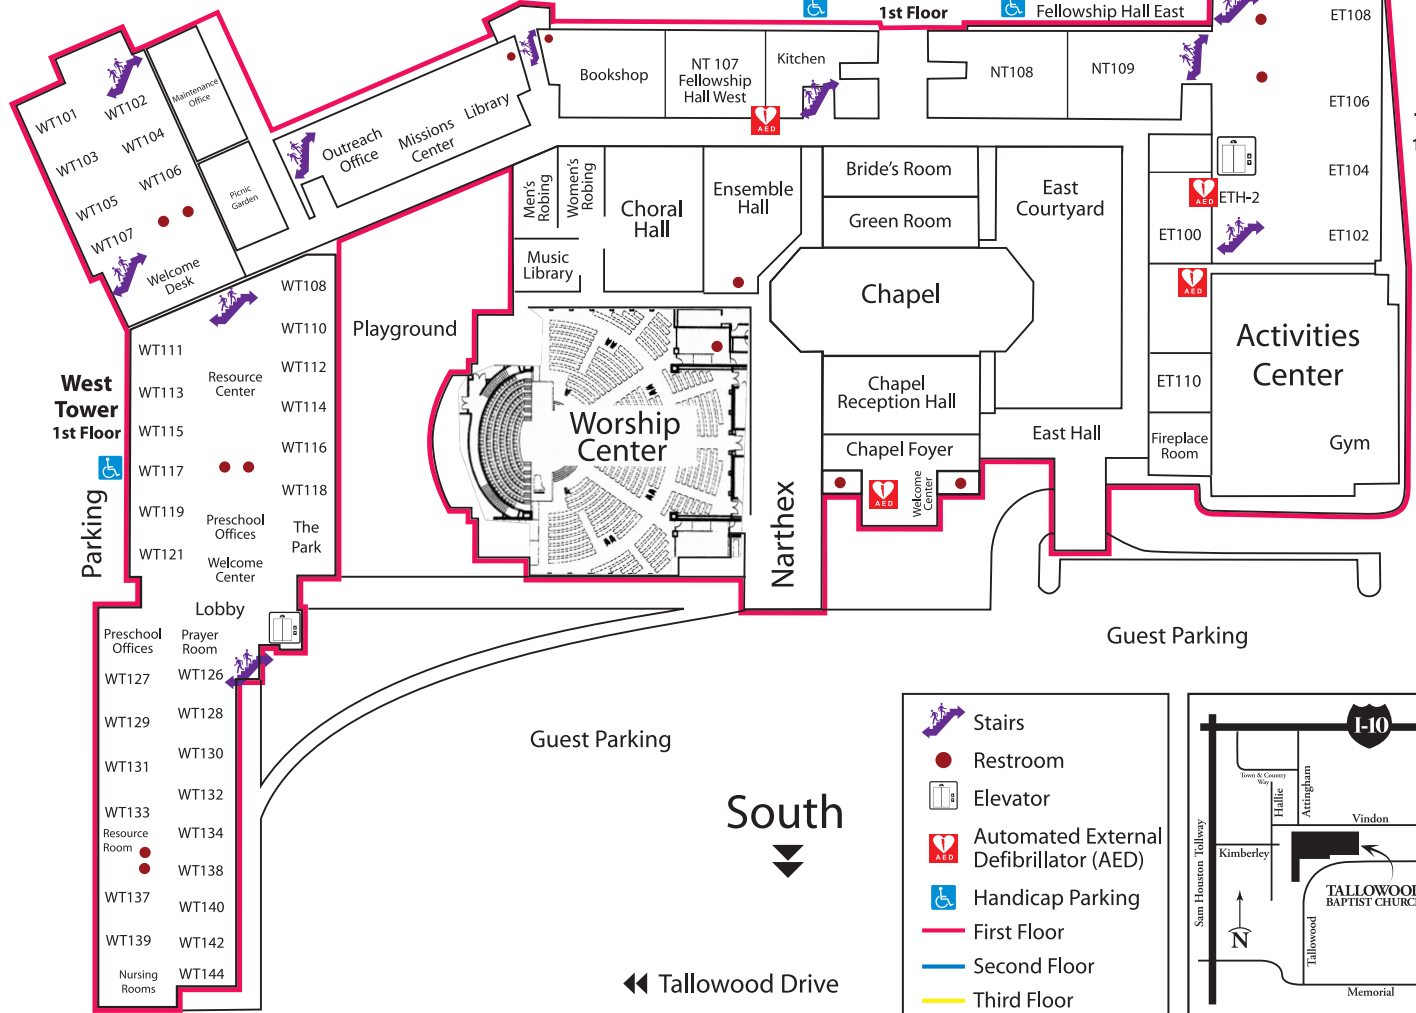 1st Floor
Fellowship Hall East
ET108
WT101
WT102
Maintenance
Office
WT103
WT104
WT105
WT106
WT107
Picnic
Garden
Welcome
Desk
Outreach
Office
Missions
Center
Library
Bookshop
NT 107
Fellowship
Hall West
Kitchen
AED
NT108
NT109
ET106
ET104
ET102
AED
ETH-2
ET100
AED
Men's
Robing
Women's
Robing
Music
Library
Choral
Hall
Ensemble
Hall
Bride's Room
Green Room
East
Courtyard
Chapel
Chapel
Reception Hall
Chapel Foyer
AED
Welcome
Center
East Hall
Activities
Center
ET110
Fireplace
Room
Gym
Playground
Worship
Center
Narthex
West
Tower
1st Floor
Parking
WT108
WT110
WT111
WT112
WT113
Resource
Center
WT114
WT115
WT116
WT117
WT118
WT119
Preschool
Offices
The
Park
WT121
Welcome
Center
Lobby
Preschool
Offices
Prayer
Room
WT127
WT126
WT129
WT128
WT131
WT130
WT132
WT133
Resource
Room
WT134
WT138
WT137
WT140
WT139
WT142
Nursing
Rooms
WT144
Guest Parking
Guest Parking
South
Tallowood Drive
Stairs
Restroom
Elevator
AED
Automated External
Defibrillator (AED)
Handicap Parking
First Floor
Second Floor
Third Floor
I-10
Town & Country
Way
Hallie
Attingham
Vindon
Kimberley
Sam Houston Tollway
TALLOWOOD
BAPTIST CHURC
N
Tallowood
Memorial